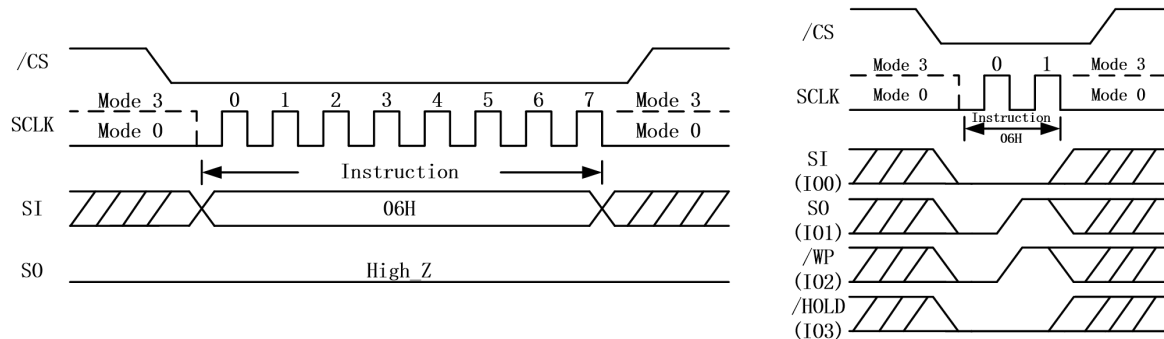 /CS
Mode 3
0 1 2 3 4 5 6 7
Mode 3
SCLK
Mode 0
Mode 0
Instruction
SI
06H
SO
High_Z
/CS
Mode 3
0 1
Mode 3
SCLK
Mode 0
Mode 0
Instruction
06H
SI
(IO0)
SO
(IO1)
/WP
(IO2)
/HOLD
(IO3)